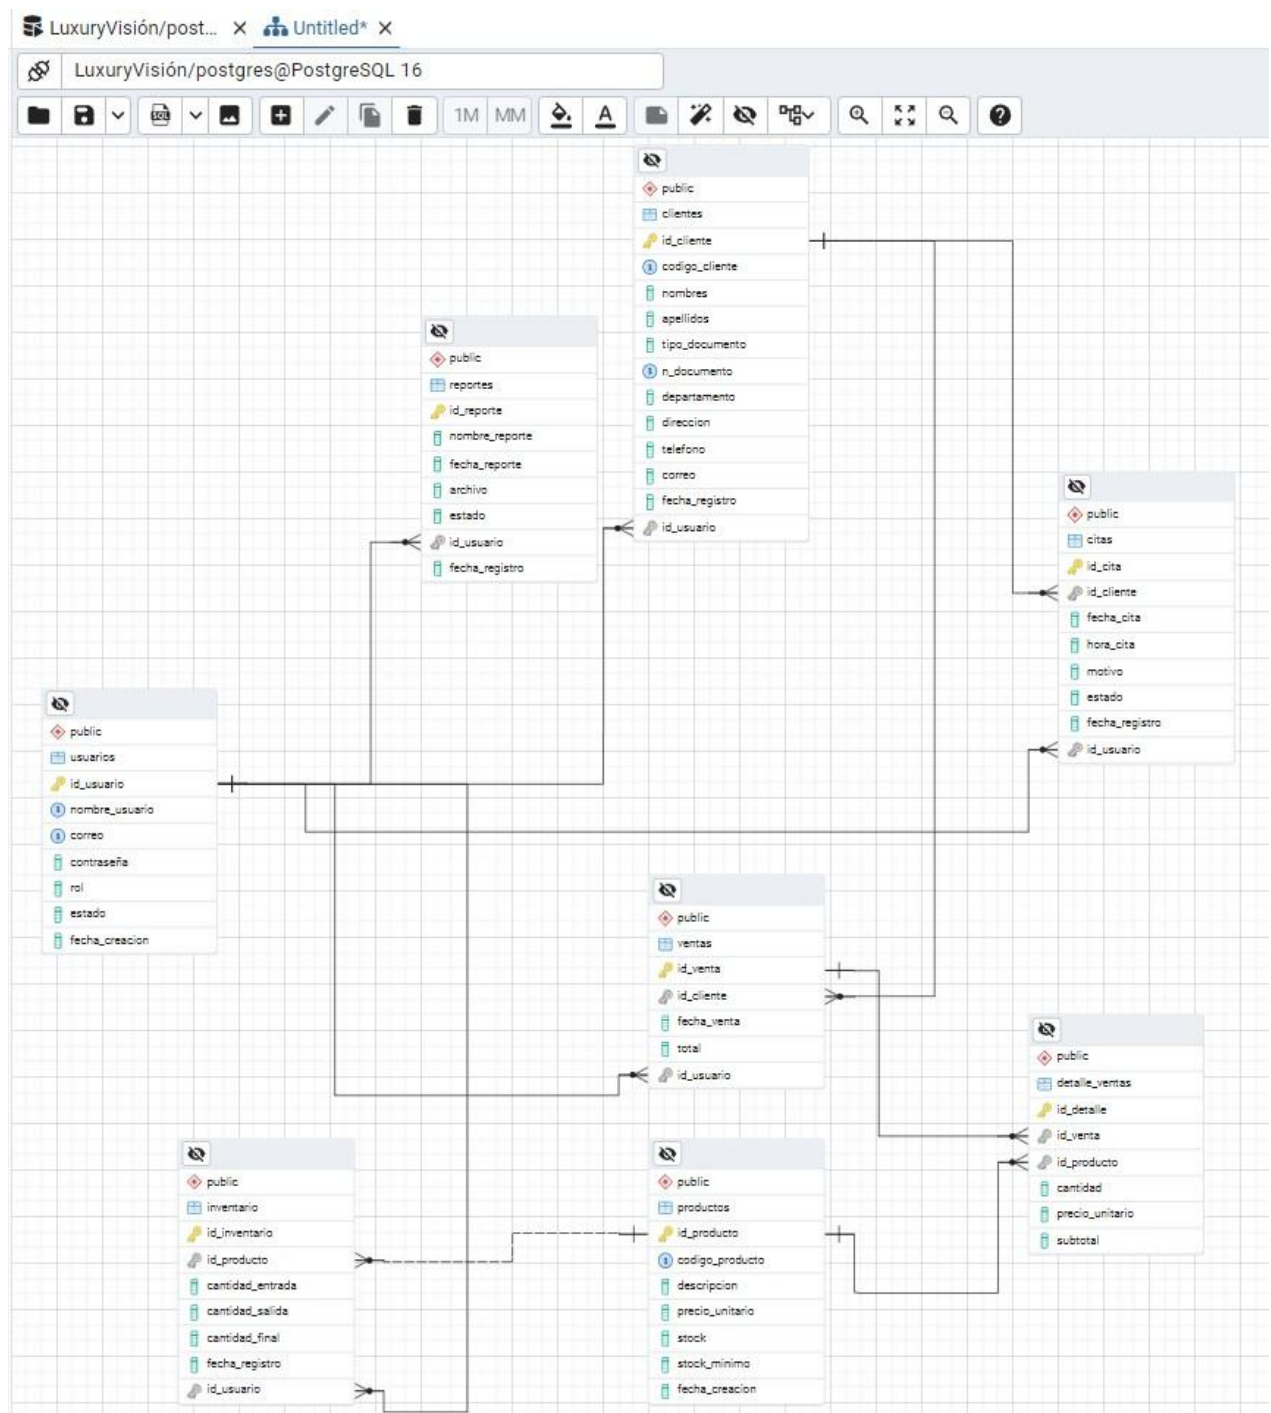 LuxuryVisión/post...
Untitled*
LuxuryVisión/postgres@PostgreSQL 16
SQL
1M
MM
A
public
clientes
id_cliente
codigo_cliente
nombres
apellidos
tipo_documento
n_documento
departamento
direccion
telefono
correo
fecha_registro
id_usuario
public
reportes
id_reporte
nombre_reporte
fecha_reporte
archivo
estado
id_usuario
fecha_registro
public
citas
id_cita
id_cliente
fecha_cita
hora_cita
motivo
estado
fecha_registro
id_usuario
public
usuarios
id_usuario
nombre_usuario
correo
contraseña
rol
estado
fecha_creacion
public
ventas
id_venta
id_cliente
fecha_venta
total
id_usuario
public
detalle_ventas
id_detalle
id_venta
id_producto
cantidad
precio_unitario
subtotal
public
inventario
id_inventario
id_producto
cantidad_entrada
cantidad_salida
cantidad_final
fecha_registro
id_usuario
public
productos
id_producto
codigo_producto
descripcion
precio_unitario
stock
stock_minimo
fecha_creacion